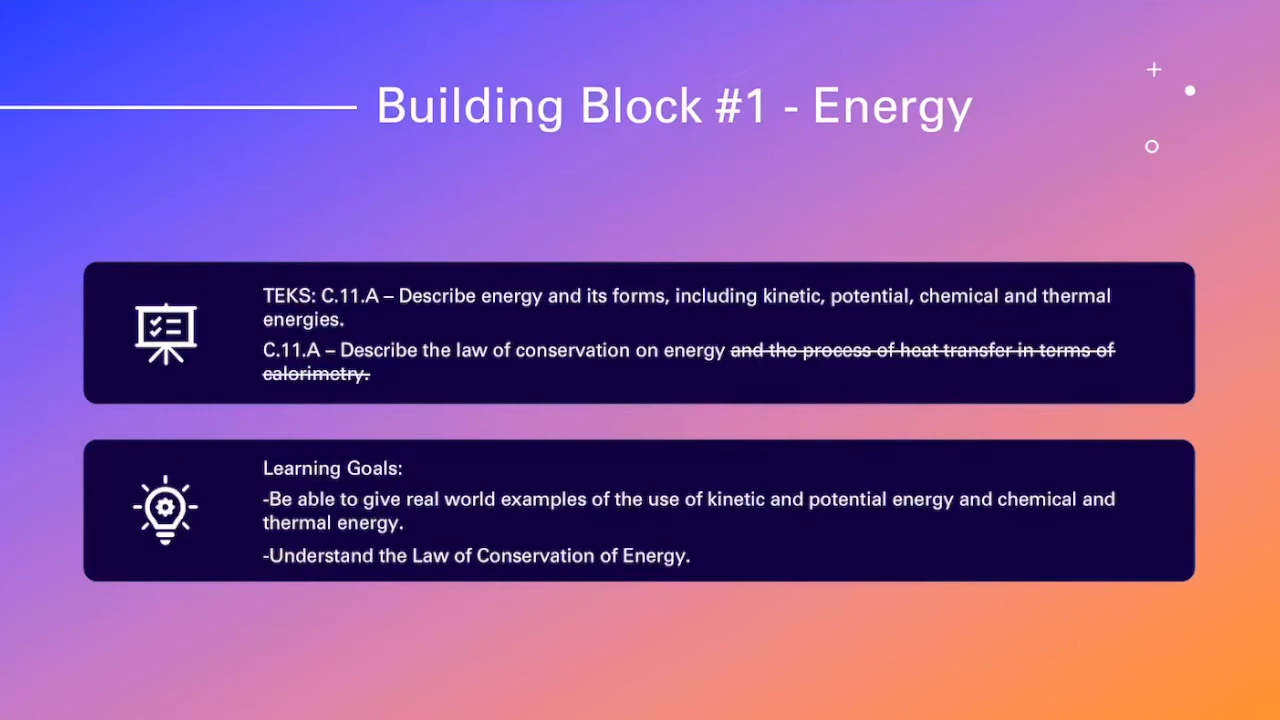 Building Block #1 - Energy
TEKS: C.11.A – Describe energy and its forms, including kinetic, potential, chemical and thermal
energies.
C.11.A – Describe the law of conservation on energy and the process of heat transfer in terms of
calorimetry.
Learning Goals:
-Be able to give real world examples of the use of kinetic and potential energy and chemical and
thermal energy.
-Understand the Law of Conservation of Energy.